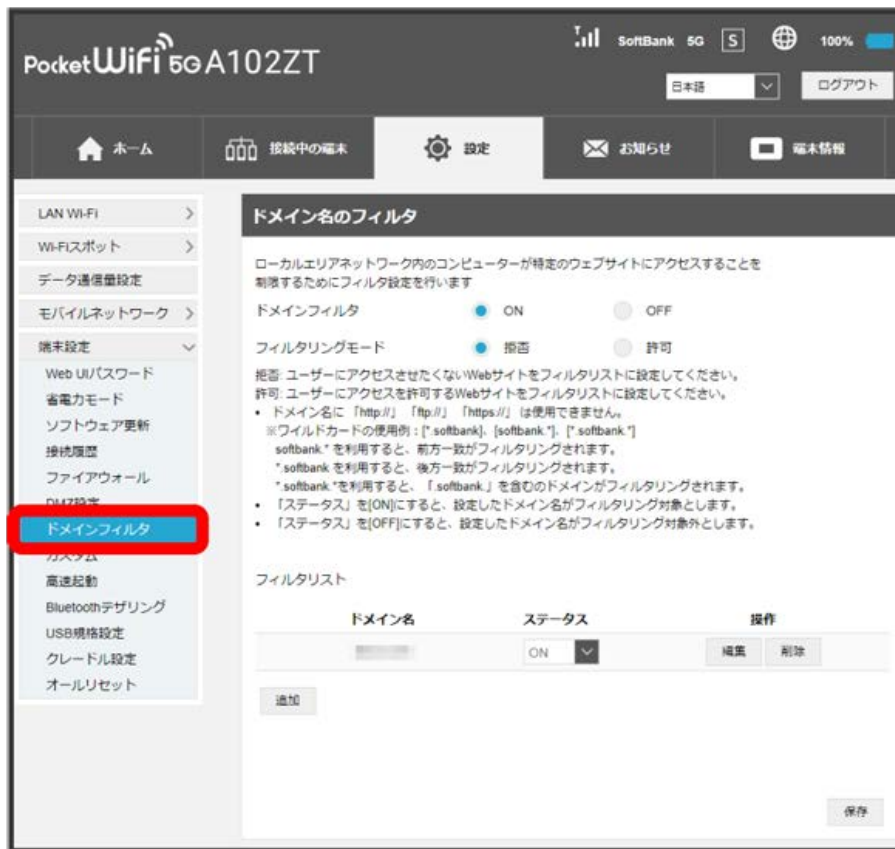 Pocket WiFi 5G A102ZT
SoftBank 5G S 100%
日本語 ログアウト
ホーム 接続中の端末 設定 お知らせ 端末情報
LAN Wi-Fi
Wi-Fiスポット
データ通信量設定
モバイルネットワーク
端末設定
Web UIパスワード
省電力モード
ソフトウェア更新
接続履歴
ファイアウォール
DMZ設定
ドメインフィルタ
カスタム
高速起動
Bluetoothテザリング
USB規格設定
クレードル設定
オールリセット
ドメイン名のフィルタ
ローカルエリアネットワーク内のコンピューターが特定のウェブサイトにアクセスすることを
制限するためにフィルタ設定を行います
ドメインフィルタ ON OFF
フィルタリングモード 拒否 許可
拒否: ユーザーにアクセスさせたくないWebサイトをフィルタリストに設定してください。
許可: ユーザーにアクセスを許可するWebサイトをフィルタリストに設定してください。
• ドメイン名に「http://」「ftp://」「https://」は使用できません。
※ワイルドカードの使用例：[*.softbank]、[softbank.*]、[*.softbank.*]
softbank.* を利用すると、前方一致がフィルタリングされます。
*.softbank を利用すると、後方一致がフィルタリングされます。
*.softbank.*を利用すると、「.softbank.」を含むのドメインがフィルタリングされます。
• 「ステータス」を[ON]にすると、設定したドメイン名がフィルタリング対象とします。
• 「ステータス」を[OFF]にすると、設定したドメイン名がフィルタリング対象外とします。
フィルタリスト
ドメイン名 ステータス 操作
ON 編集 削除
追加
保存